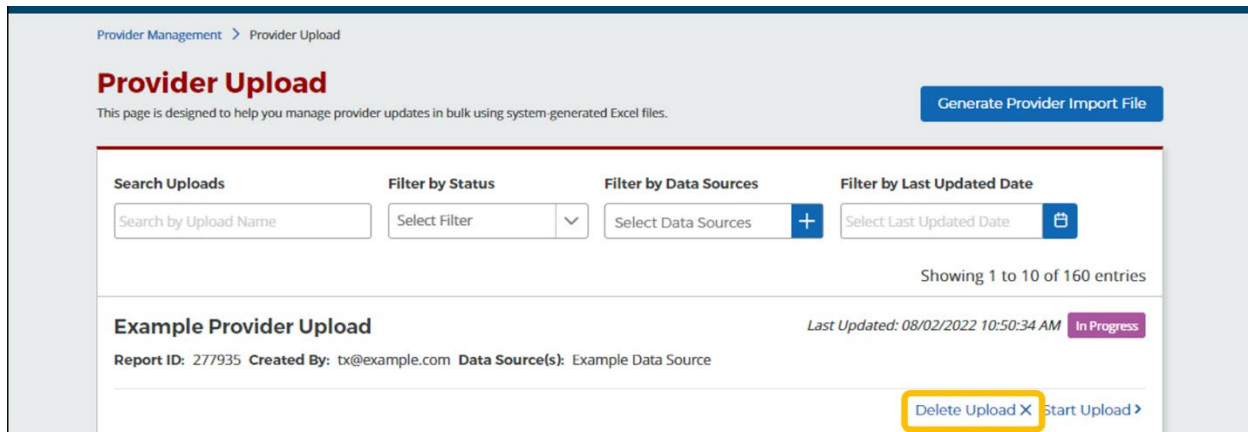 Provider Management > Provider Upload
Provider Upload
This page is designed to help you manage provider updates in bulk using system-generated Excel files.
Generate Provider Import File
Search Uploads
Filter by Status
Filter by Data Sources
Filter by Last Updated Date
Search by Upload Name
Select Filter
Select Data Sources
Select Last Updated Date
Showing 1 to 10 of 160 entries
Example Provider Upload
Last Updated: 08/02/2022 10:50:34 AM
In Progress
Report ID: 277935 Created By: tx@example.com Data Source(s): Example Data Source
Delete Upload X Start Upload >